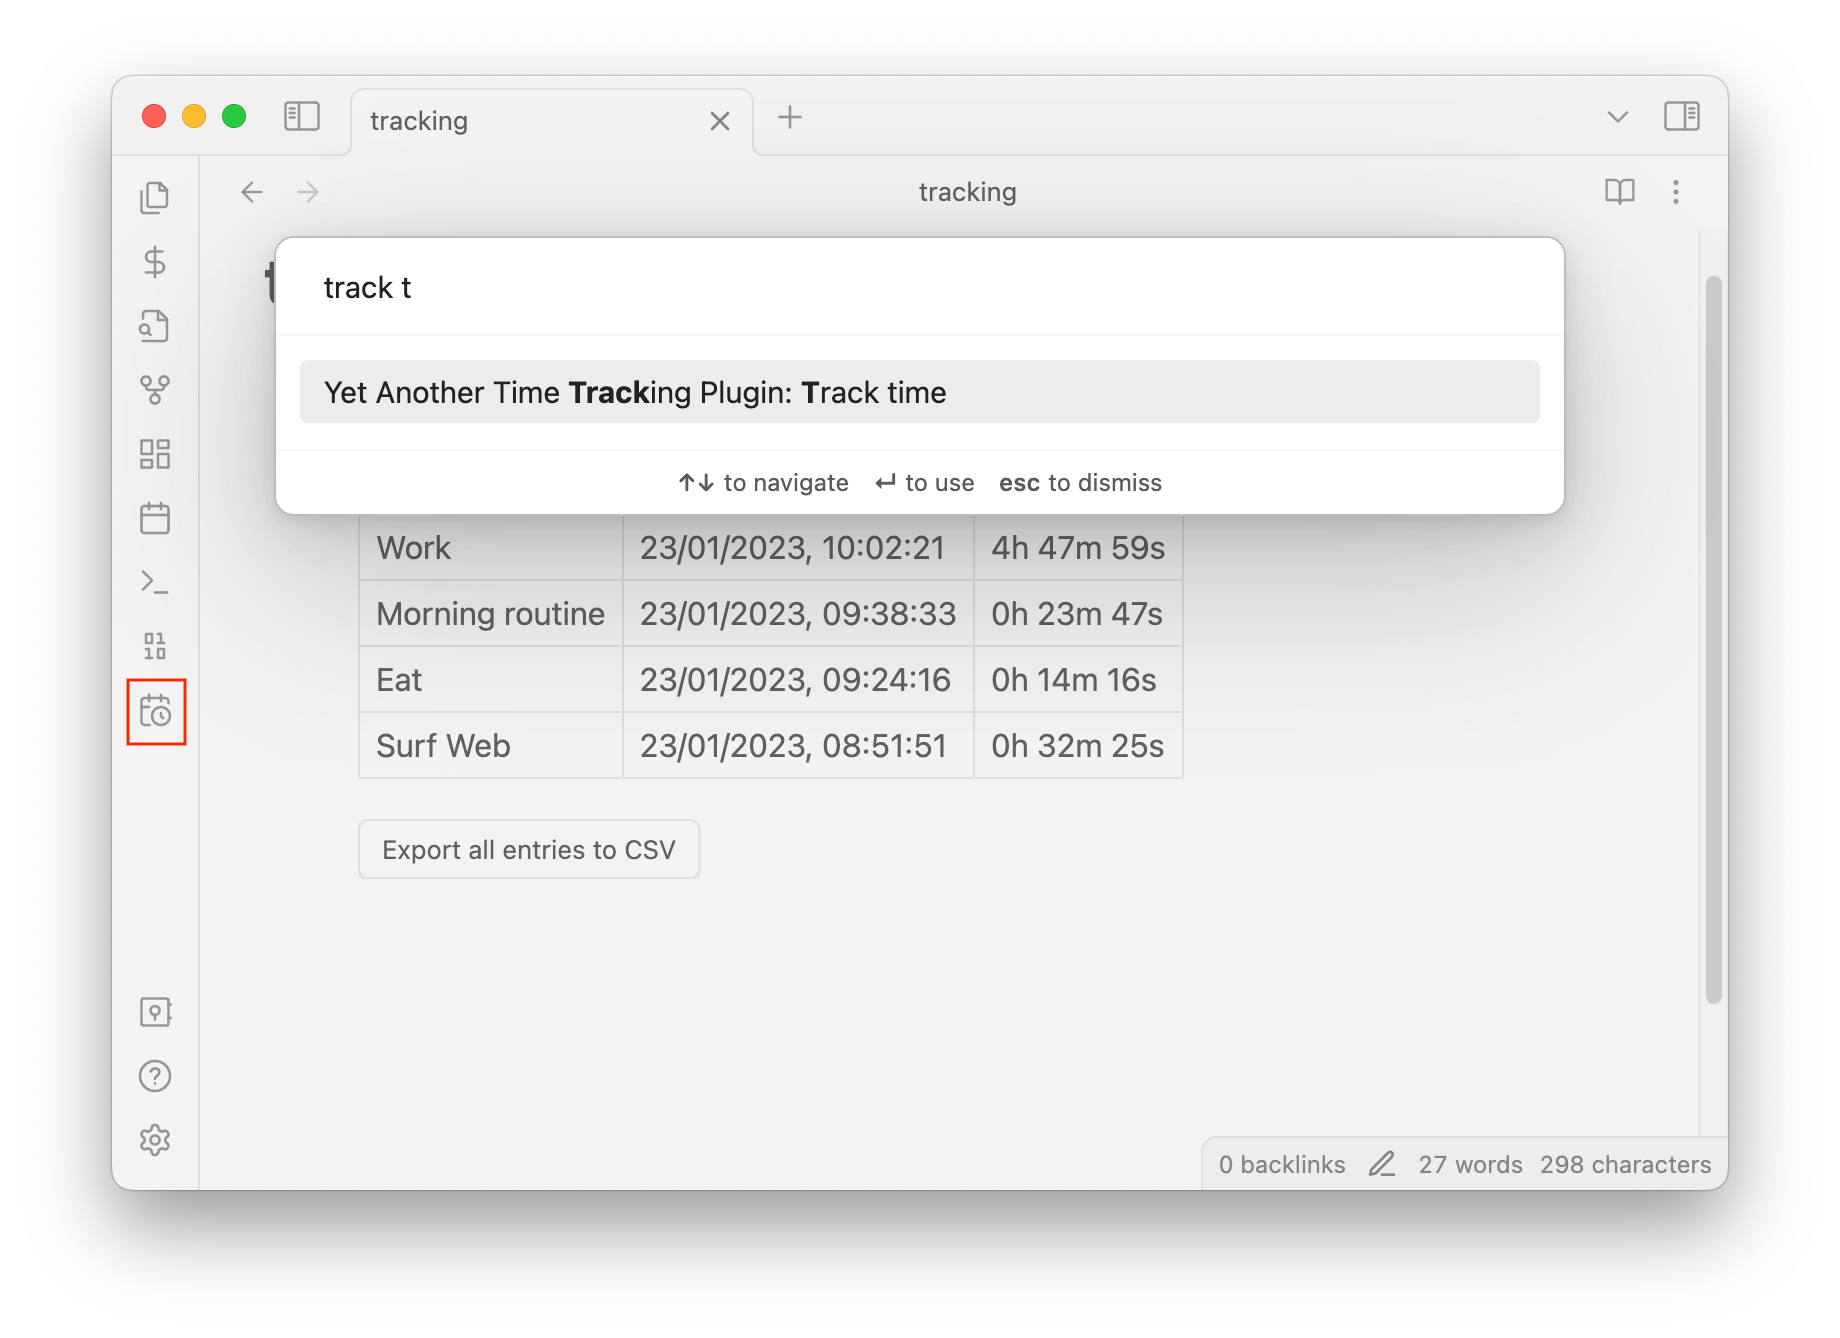 tracking
tracking
track t
Yet Another Time Tracking Plugin: Track time
↑↓ to navigate ↵ to use esc to dismiss
Work 23/01/2023, 10:02:21 4h 47m 59s
Morning routine 23/01/2023, 09:38:33 0h 23m 47s
Eat 23/01/2023, 09:24:16 0h 14m 16s
Surf Web 23/01/2023, 08:51:51 0h 32m 25s
Export all entries to CSV
0 backlinks 27 words 298 characters